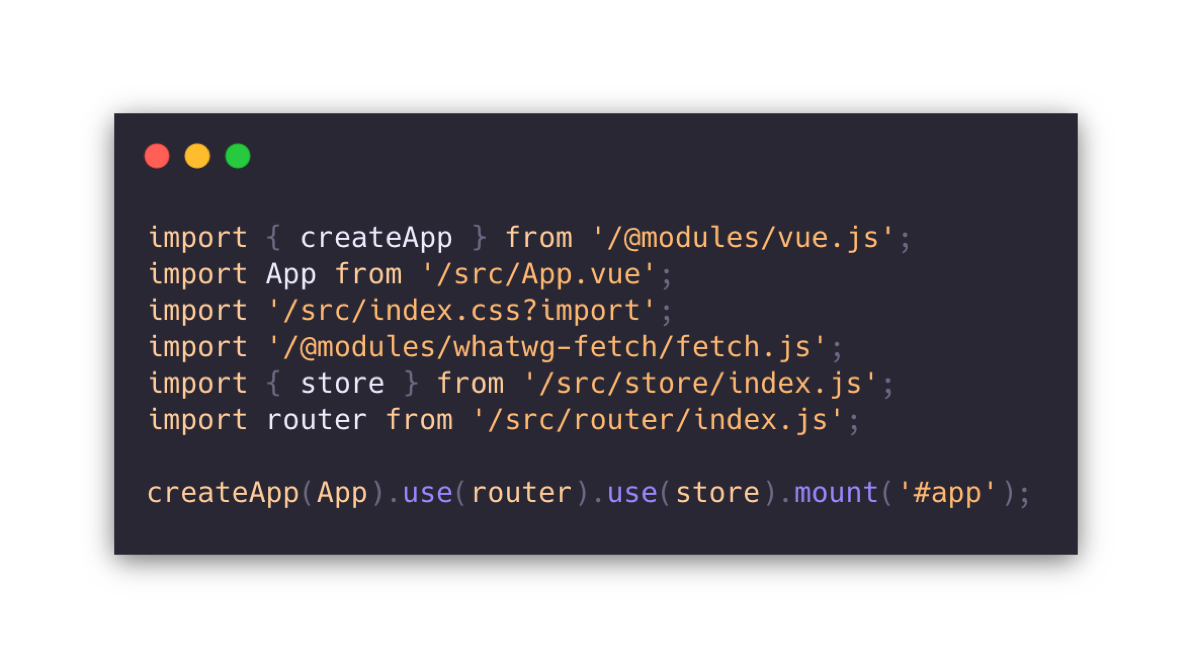 import { createApp } from '/@modules/vue.js';
import App from '/src/App.vue';
import '/src/index.css?import';
import '/@modules/whatwg-fetch/fetch.js';
import { store } from '/src/store/index.js';
import router from '/src/router/index.js';
createApp(App).use(router).use(store).mount('#app');